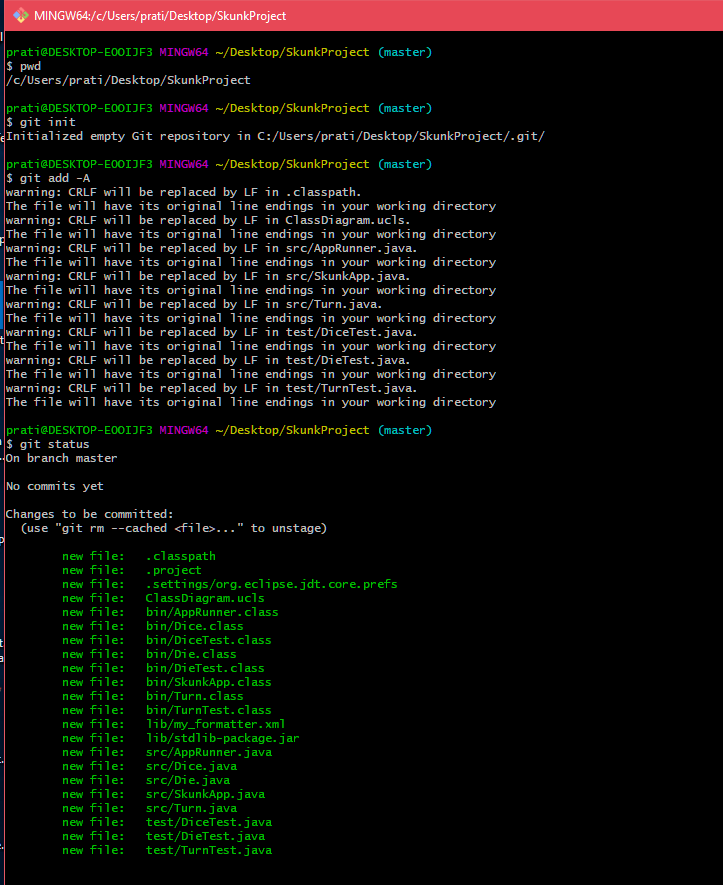 MINGW64:/c/Users/prati/Desktop/SkunkProject
prati@DESKTOP-EOOIJF3 MINGW64 ~/Desktop/SkunkProject (master)
$ pwd
/c/Users/prati/Desktop/SkunkProject
prati@DESKTOP-EOOIJF3 MINGW64 ~/Desktop/SkunkProject (master)
$ git init
Initialized empty Git repository in C:/Users/prati/Desktop/SkunkProject/.git/
prati@DESKTOP-EOOIJF3 MINGW64 ~/Desktop/SkunkProject (master)
$ git add -A
warning: CRLF will be replaced by LF in .classpath.
The file will have its original line endings in your working directory
warning: CRLF will be replaced by LF in ClassDiagram.ucls.
The file will have its original line endings in your working directory
warning: CRLF will be replaced by LF in src/AppRunner.java.
The file will have its original line endings in your working directory
warning: CRLF will be replaced by LF in src/SkunkApp.java.
The file will have its original line endings in your working directory
warning: CRLF will be replaced by LF in src/Turn.java.
The file will have its original line endings in your working directory
warning: CRLF will be replaced by LF in test/DiceTest.java.
The file will have its original line endings in your working directory
warning: CRLF will be replaced by LF in test/DieTest.java.
The file will have its original line endings in your working directory
warning: CRLF will be replaced by LF in test/TurnTest.java.
The file will have its original line endings in your working directory
prati@DESKTOP-EOOIJF3 MINGW64 ~/Desktop/SkunkProject (master)
$ git status
On branch master
No commits yet
Changes to be committed:
(use "git rm --cached <file>..." to unstage)
new file: .classpath
new file: .project
new file: .settings/org.eclipse.jdt.core.prefs
new file: ClassDiagram.ucls
new file: bin/AppRunner.class
new file: bin/Dice.class
new file: bin/DiceTest.class
new file: bin/Die.class
new file: bin/DieTest.class
new file: bin/SkunkApp.class
new file: bin/Turn.class
new file: bin/TurnTest.class
new file: lib/my_formatter.xml
new file: lib/stdlib-package.jar
new file: src/AppRunner.java
new file: src/Dice.java
new file: src/Die.java
new file: src/SkunkApp.java
new file: src/Turn.java
new file: test/DiceTest.java
new file: test/DieTest.java
new file: test/TurnTest.java